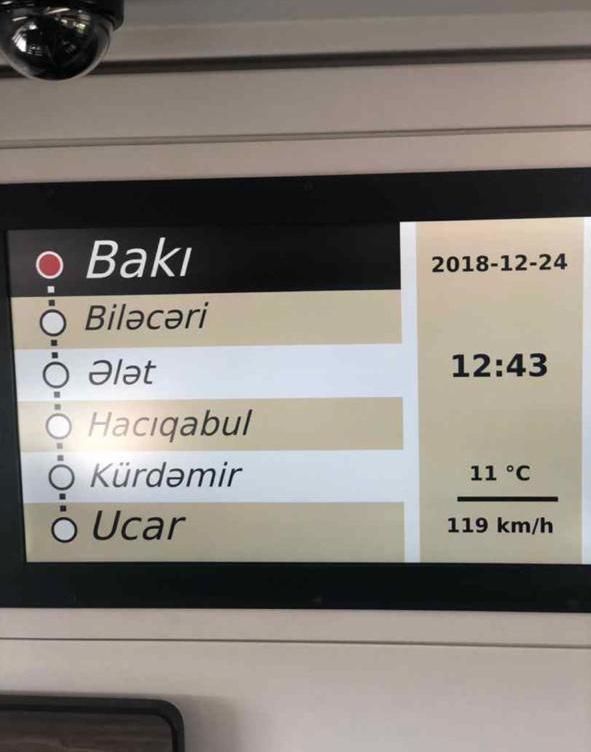 Bakı
Biləcəri
Ələt
Hacıqabul
Kürdəmir
Ucar
2018-12-24
12:43
11 °C
119 km/h